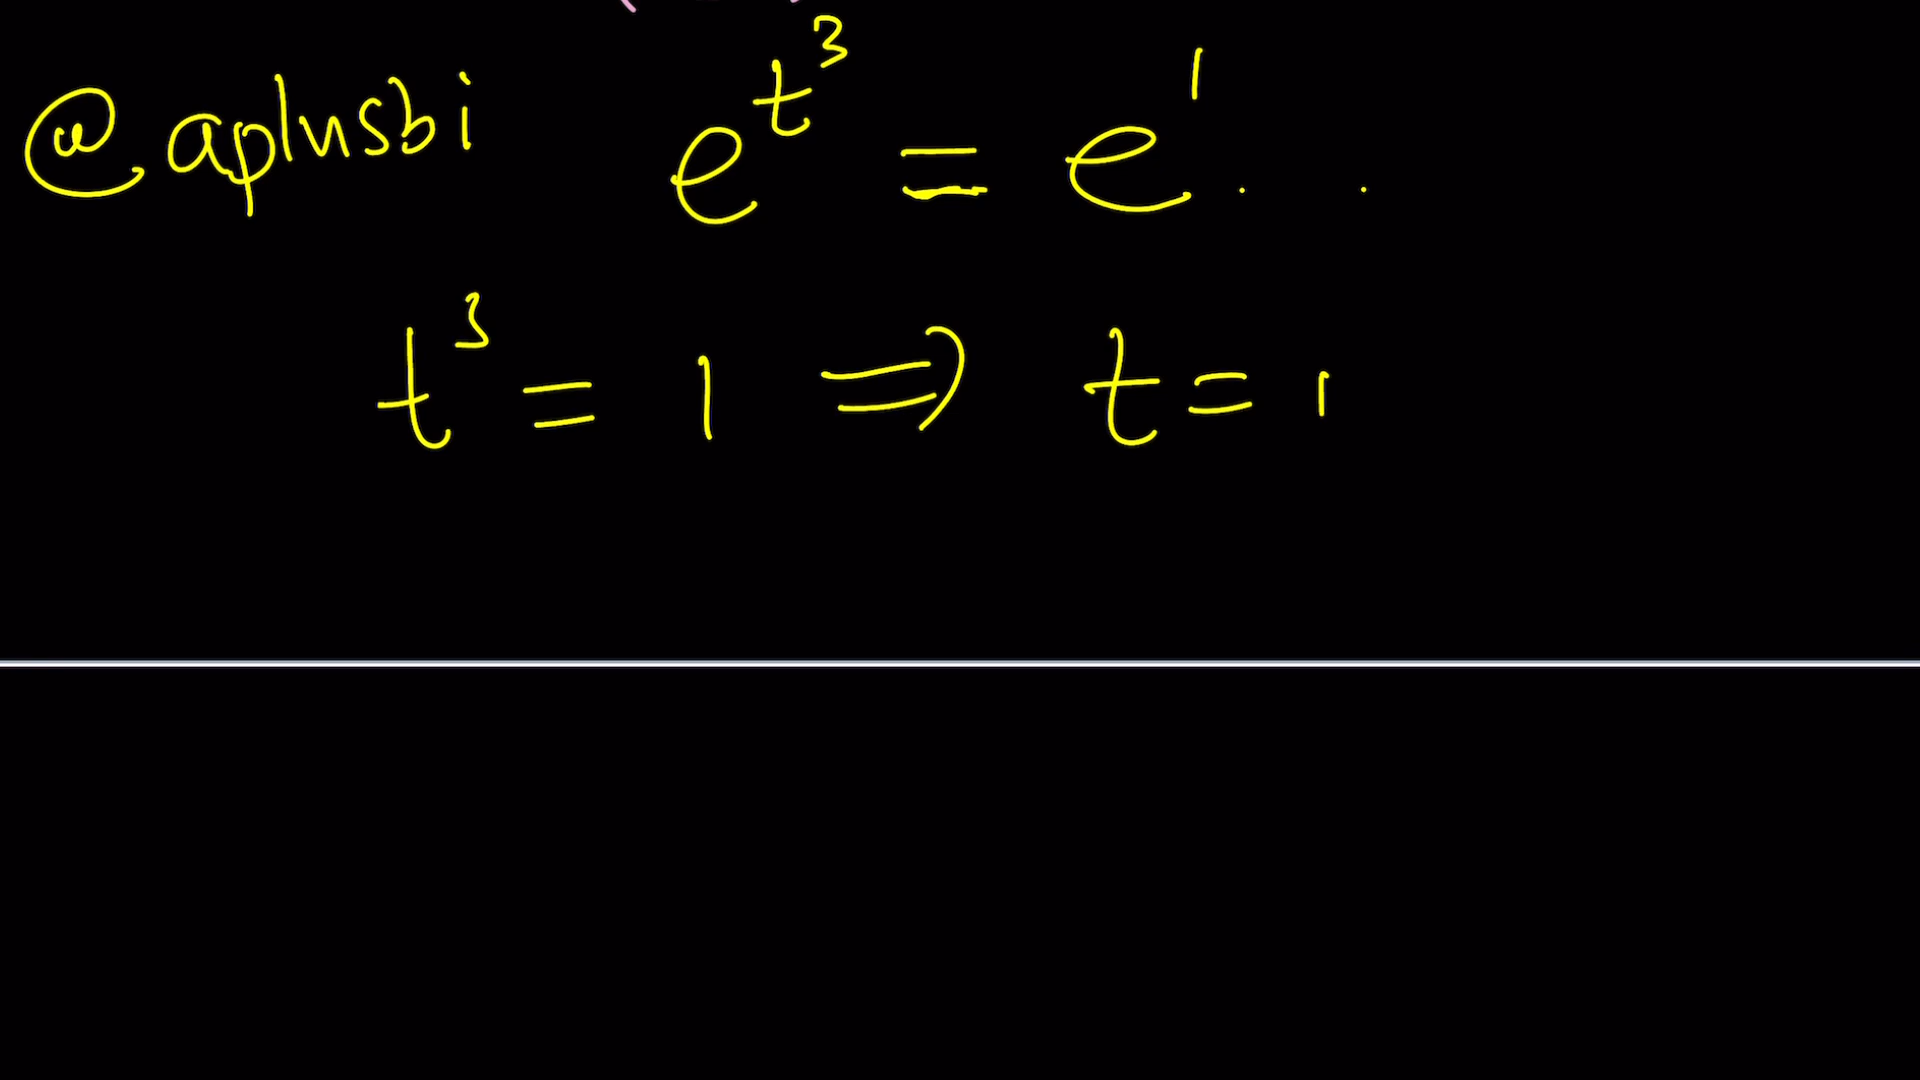 @aplusbi e^t^3 = e^1 . .
t^3 = 1 ⇒ t = 1